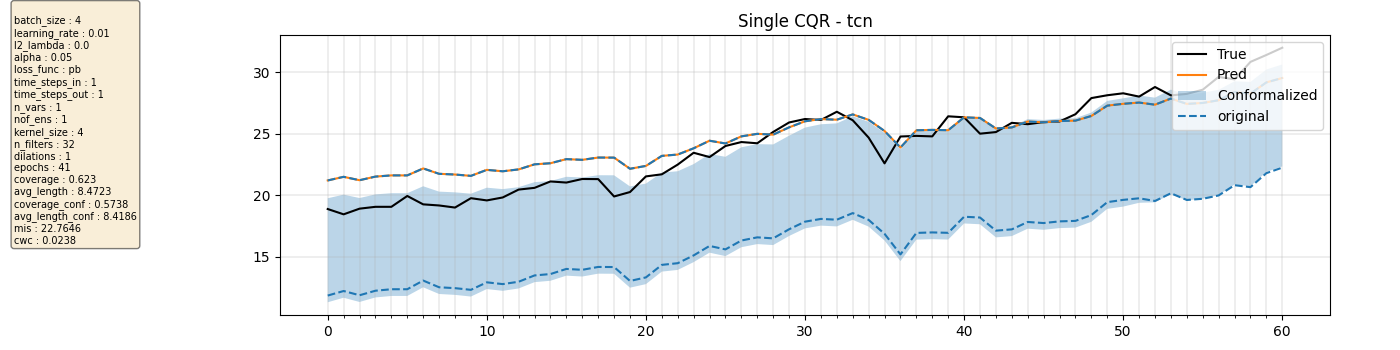 batch_size : 4
learning_rate : 0.01
l2_lambda : 0.0
alpha : 0.05
loss_func : pb
time_steps_in : 1
time_steps_out : 1
n_vars : 1
nof_ens : 1
kernel_size : 4
n_filters : 32
dilations : 1
epochs : 41
coverage : 0.623
avg_length : 8.4723
coverage_conf : 0.5738
avg_length_conf : 8.4186
mis : 22.7646
cwc : 0.0238
Single CQR - tcn
True
Pred
Conformalized
original
30
25
20
15
0 10 20 30 40 50 60